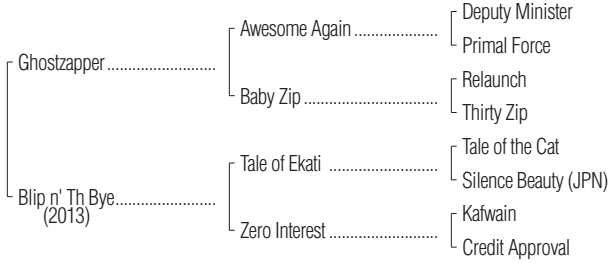 Deputy Minister
Awesome Again ....................
Primal Force
Ghostzapper ..........................
Relaunch
Baby Zip ................................
Thirty Zip
Tale of the Cat
Tale of Ekati ..........................
Silence Beauty (JPN)
Blip n' Th Bye ........................
(2013)
Kafwain
Zero Interest ..........................
Credit Approval